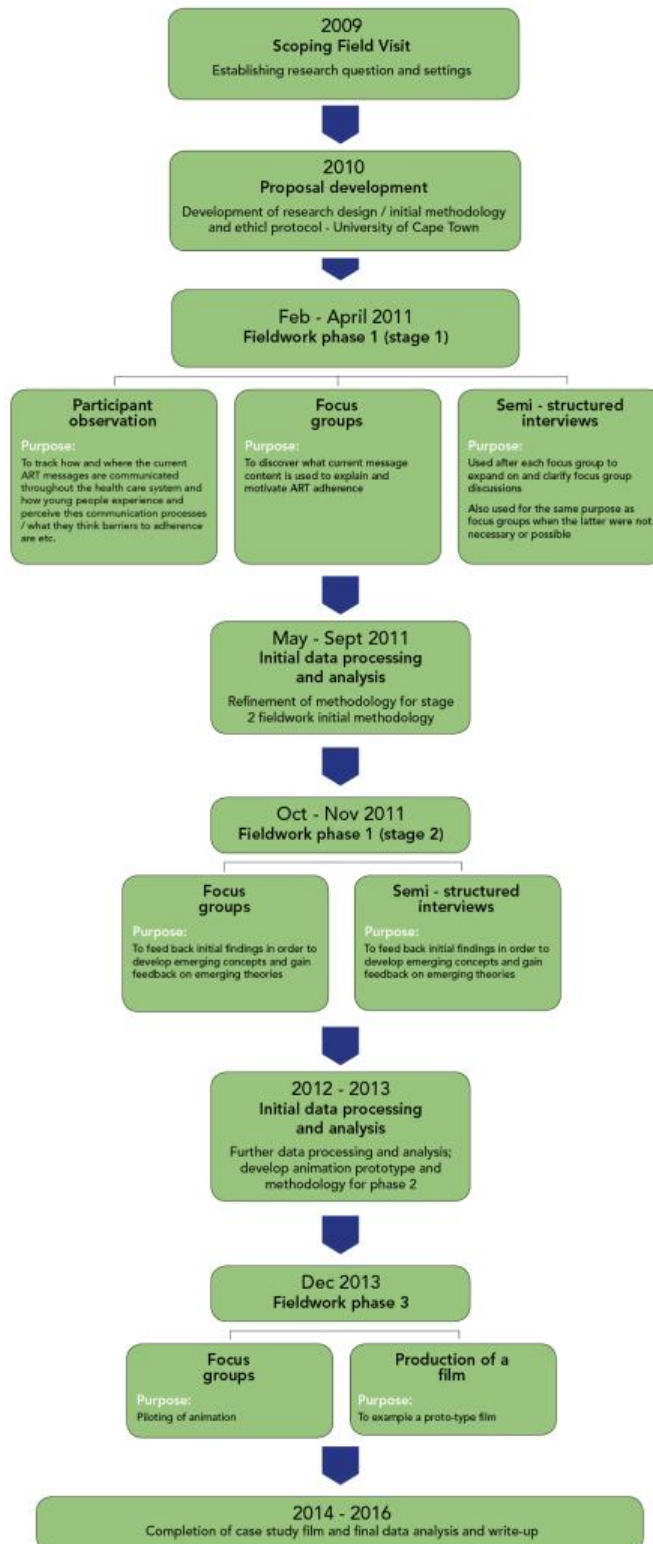 2009
Scoping Field Visit
Establishing research question and settings
2010
Proposal development
Development of research design / initial methodology
and ethicl protocol - University of Cape Town
Feb - April 2011
Fieldwork phase 1 (stage 1)
Participant
observation
Purpose:
To track how and where the current
ART messages are communicated
throughout the health care system and
how young people experience and
perceive thes communication processes
/ what they think barriers to adherence
are etc.
Focus
groups
Purpose:
To discover what current message
content is used to explain and
motivate ART adherence
Semi - structured
interviews
Purpose:
Used after each focus group to
expand on and clarify focus group
discussions
Also used for the same purpose as
focus groups when the latter were not
necessary or possible
May - Sept 2011
Initial data processing
and analysis
Refinement of methodology for stage
2 fieldwork initial methodology
Oct - Nov 2011
Fieldwork phase 1 (stage 2)
Focus
groups
Purpose:
To feed back initial findings in order to
develop emerging concepts and gain
feedback on emerging theories
Semi - structured
interviews
Purpose:
To feed back initial findings in order to
develop emerging concepts and gain
feedback on emerging theories
2012 - 2013
Initial data processing
and analysis
Further data processing and analysis;
develop animation prototype and
methodology for phase 2
Dec 2013
Fieldwork phase 3
Focus
groups
Purpose:
Piloting of animation
Production of a
film
Purpose:
To example a proto-type film
2014 - 2016
Completion of case study film and final data analysis and write-up